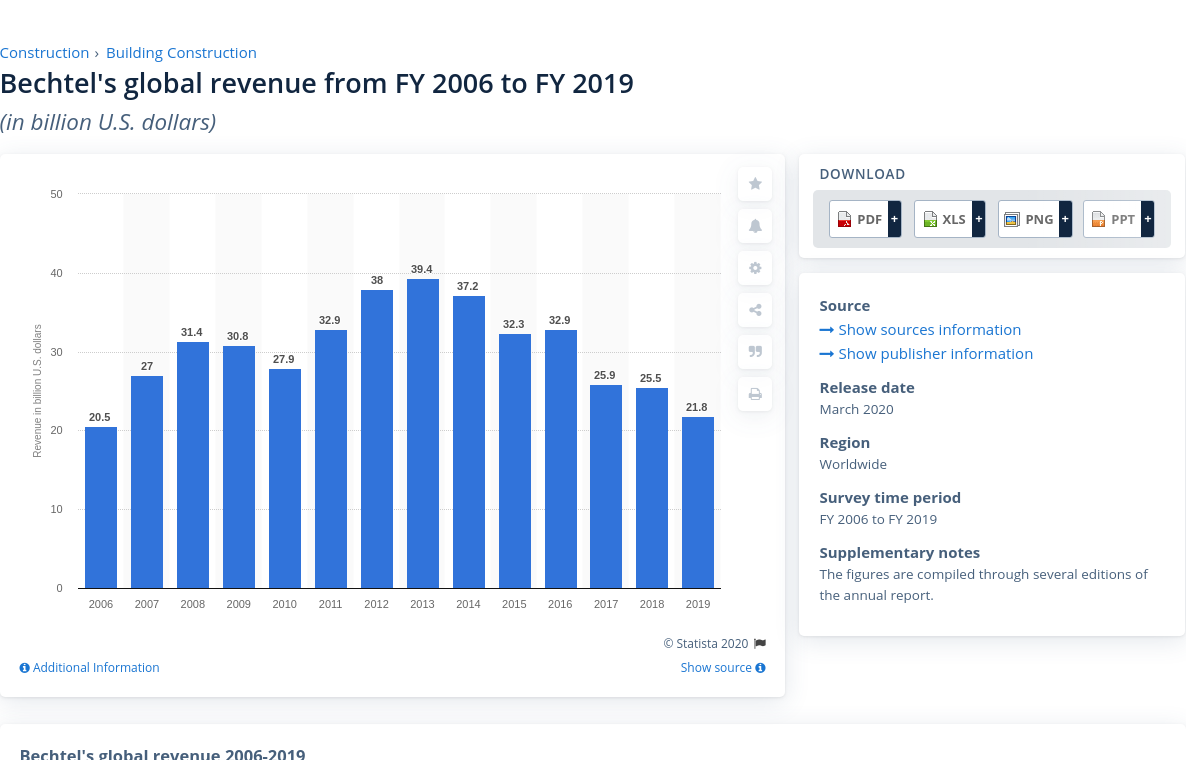 Construction › Building Construction
Bechtel's global revenue from FY 2006 to FY 2019
(in billion U.S. dollars)
50
40
30
20
10
0
Revenue in billion U.S. dollars
20.5
27
31.4
30.8
27.9
32.9
38
39.4
37.2
32.3
32.9
25.9
25.5
21.8
2006 2007 2008 2009 2010 2011 2012 2013 2014 2015 2016 2017 2018 2019
© Statista 2020
Additional Information
Show source
DOWNLOAD
PDF + XLS + PNG + PPT +
Source
Show sources information
Show publisher information
Release date
March 2020
Region
Worldwide
Survey time period
FY 2006 to FY 2019
Supplementary notes
The figures are compiled through several editions of
the annual report.
Bechtel's global revenue 2006-2019